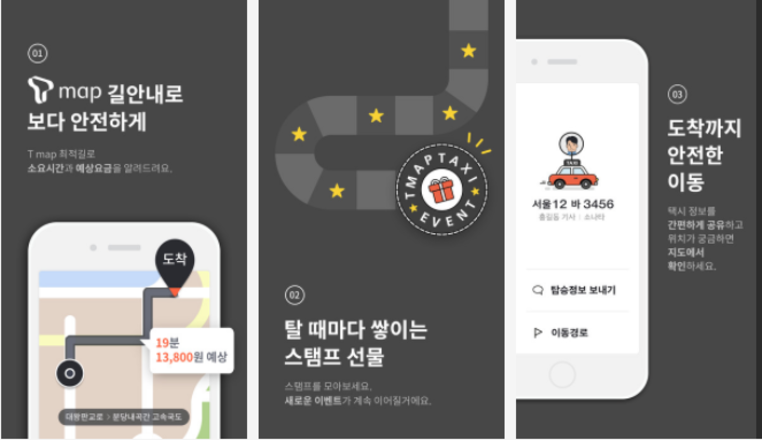 01
T map 길안내로
보다 안전하게
T map 최적길로
소요시간과 예상요금을 알려드려요.
도착
19분
13,800원 예상
대왕판교로 > 분당내곡간 고속국도
TMAPTAXI
EVENT
02
탈 때마다 쌓이는
스탬프 선물
스탬프를 모아보세요.
새로운 이벤트가 계속 이어질거에요.
TAXI
서울12 바 3456
홍길동 기사 | 소나타
탑승정보 보내기
이동경로
03
도착까지
안전한
이동
택시 정보를
간편하게 공유하고
위치가 궁금하면
지도에서
확인하세요.